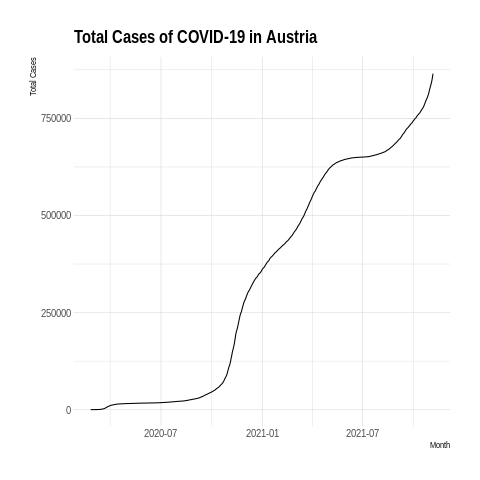 Total Cases of COVID-19 in Austria
Total Cases
750000
500000
250000
0
2020-07
2021-01
2021-07
Month